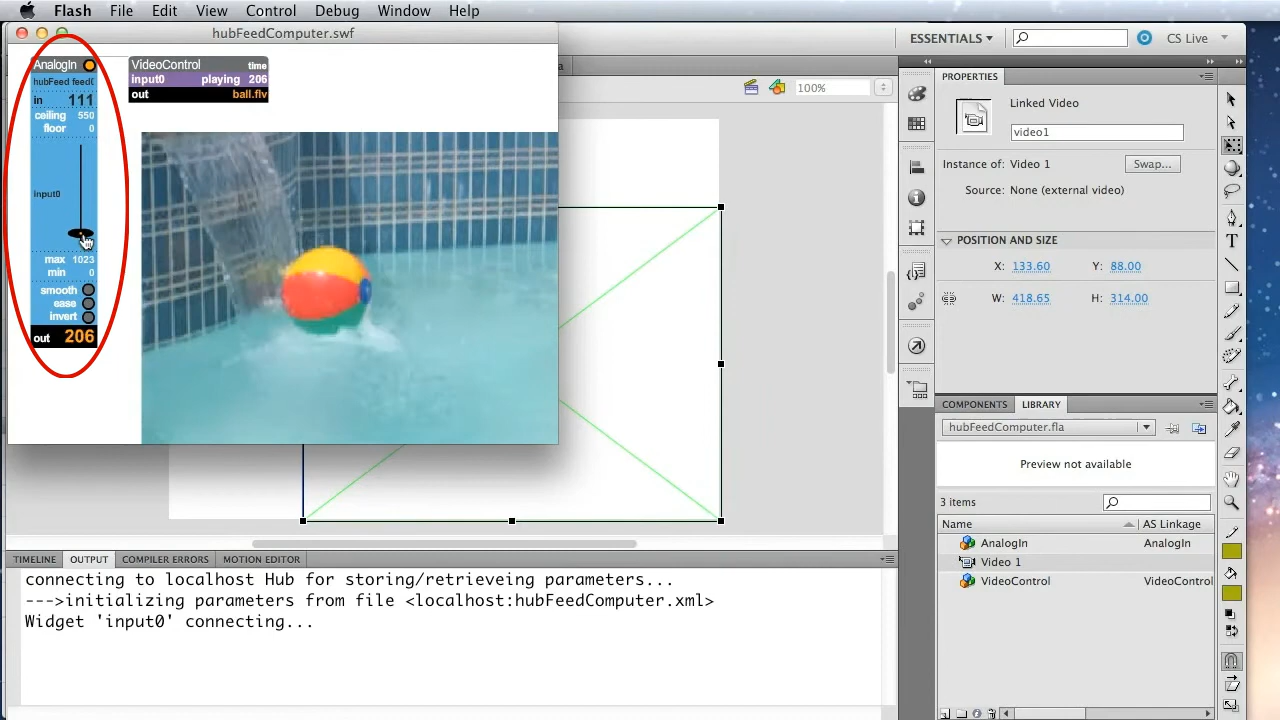 Flash File Edit View Control Debug Window Help
hubFeedComputer.swf
ESSENTIALS
CS Live
AnalogIn
hubFeed feed0
in 111
ceiling 550
floor 0
input0
max 1023
min 0
smooth
ease
invert
out 206
VideoControl time
input0 playing 206
out ball.flv
100%
PROPERTIES
Linked Video
video1
Instance of: Video 1 Swap...
Source: None (external video)
POSITION AND SIZE
X: 133.60 Y: 88.00
W: 418.65 H: 314.00
COMPONENTS LIBRARY
hubFeedComputer.fla
Preview not available
3 items
Name AS Linkage
AnalogIn AnalogIn
Video 1
VideoControl VideoControl
TIMELINE OUTPUT COMPILER ERRORS MOTION EDITOR
connecting to localhost Hub for storing/retrieveing parameters...
--->initializing parameters from file <localhost:hubFeedComputer.xml>
Widget 'input0' connecting...